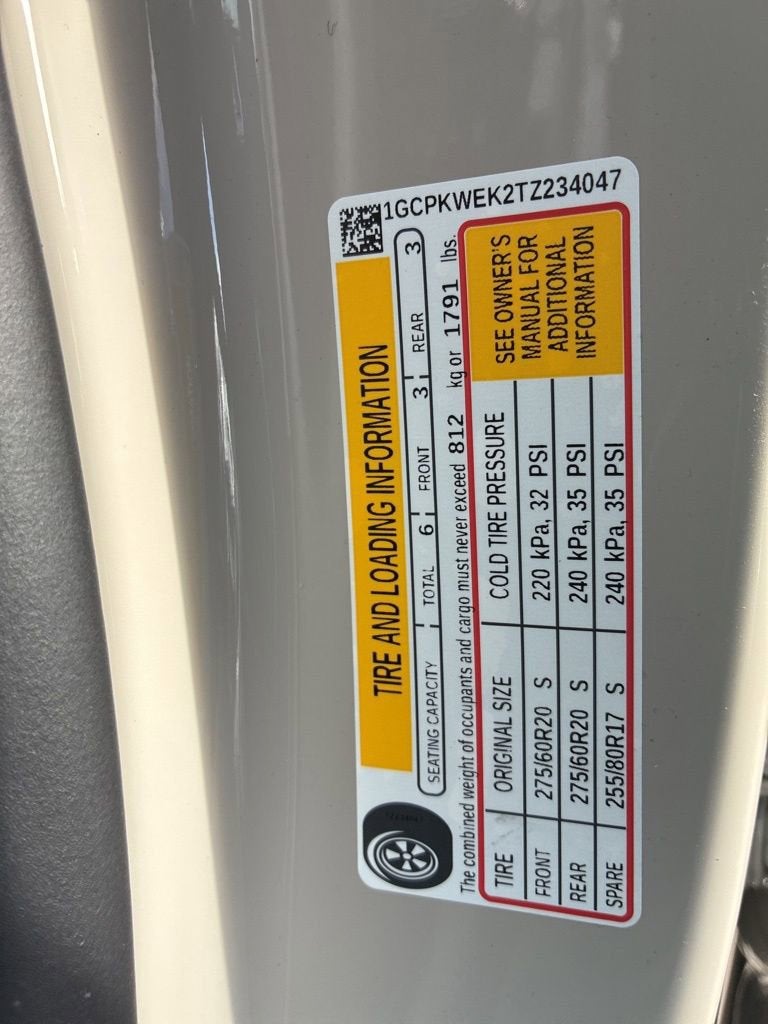 1GCPKWEK2TZ234047
TIRE AND LOADING INFORMATION
SEATING CAPACITY TOTAL 6 FRONT 3 REAR 3
The combined weight of occupants and cargo must never exceed 812 kg or 1791 lbs.
TIRE ORIGINAL SIZE COLD TIRE PRESSURE
FRONT 275/60R20 S 220 kPa, 32 PSI
REAR 275/60R20 S 240 kPa, 35 PSI
SPARE 255/80R17 S 240 kPa, 35 PSI
SEE OWNER'S
MANUAL FOR
ADDITIONAL
INFORMATION